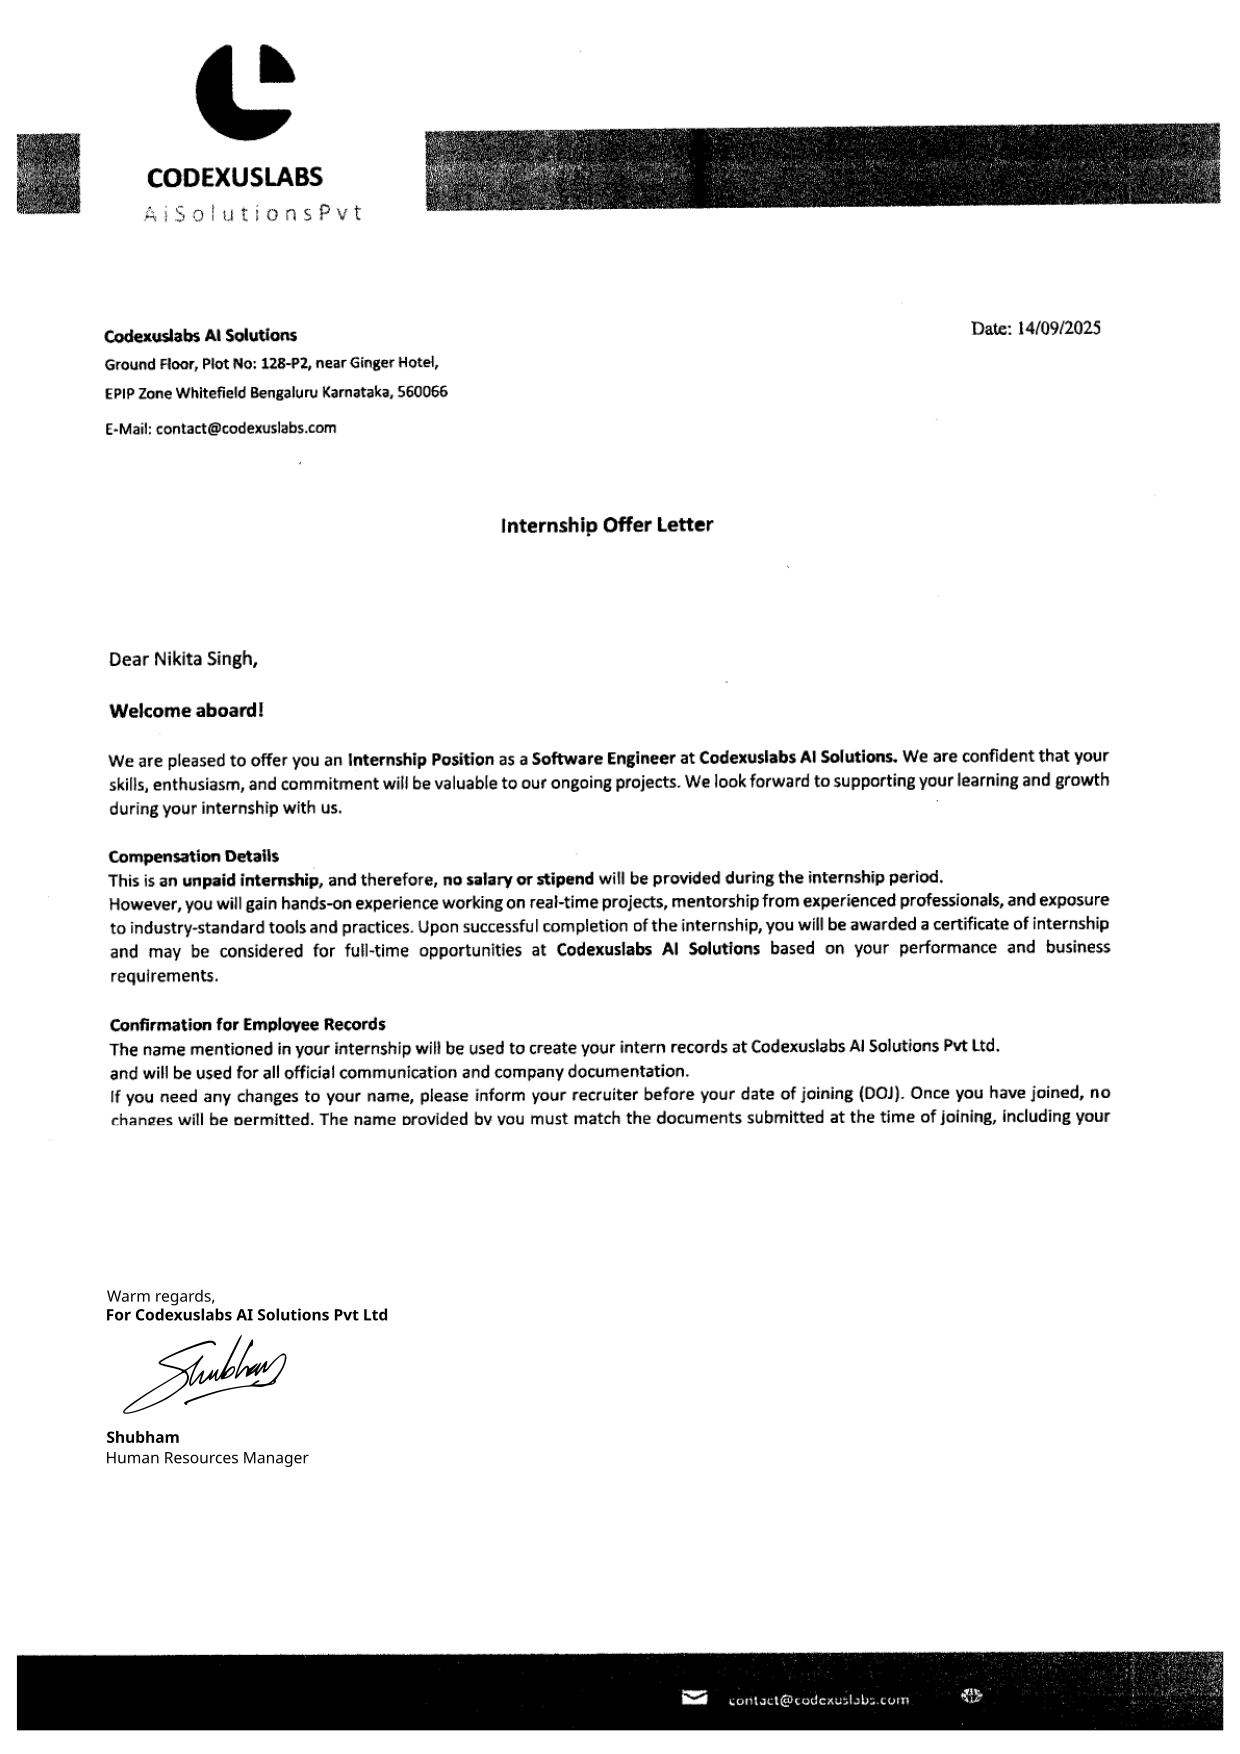 CODEXUSLABS
AiSolutionsPvt
Codexuslabs AI Solutions
Date: 14/09/2025
Ground Floor, Plot No: 128-P2, near Ginger Hotel,
EPIP Zone Whitefield Bengaluru Karnataka, 560066
E-Mail: contact@codexuslabs.com
Internship Offer Letter
Dear Nikita Singh,
Welcome aboard!
We are pleased to offer you an Internship Position as a Software Engineer at Codexuslabs AI Solutions. We are confident that your
skills, enthusiasm, and commitment will be valuable to our ongoing projects. We look forward to supporting your learning and growth
during your internship with us.
Compensation Details
This is an unpaid internship, and therefore, no salary or stipend will be provided during the internship period.
However, you will gain hands-on experience working on real-time projects, mentorship from experienced professionals, and exposure
to industry-standard tools and practices. Upon successful completion of the internship, you will be awarded a certificate of internship
and may be considered for full-time opportunities at Codexuslabs AI Solutions based on your performance and business
requirements.
Confirmation for Employee Records
The name mentioned in your internship will be used to create your intern records at Codexuslabs AI Solutions Pvt Ltd.
and will be used for all official communication and company documentation.
If you need any changes to your name, please inform your recruiter before your date of joining (DOJ). Once you have joined, no
changes will be permitted. The name provided by you must match the documents submitted at the time of joining, including your
Warm regards,
For Codexuslabs AI Solutions Pvt Ltd
Shubham
Shubham
Human Resources Manager
contact@codexuslabs.com